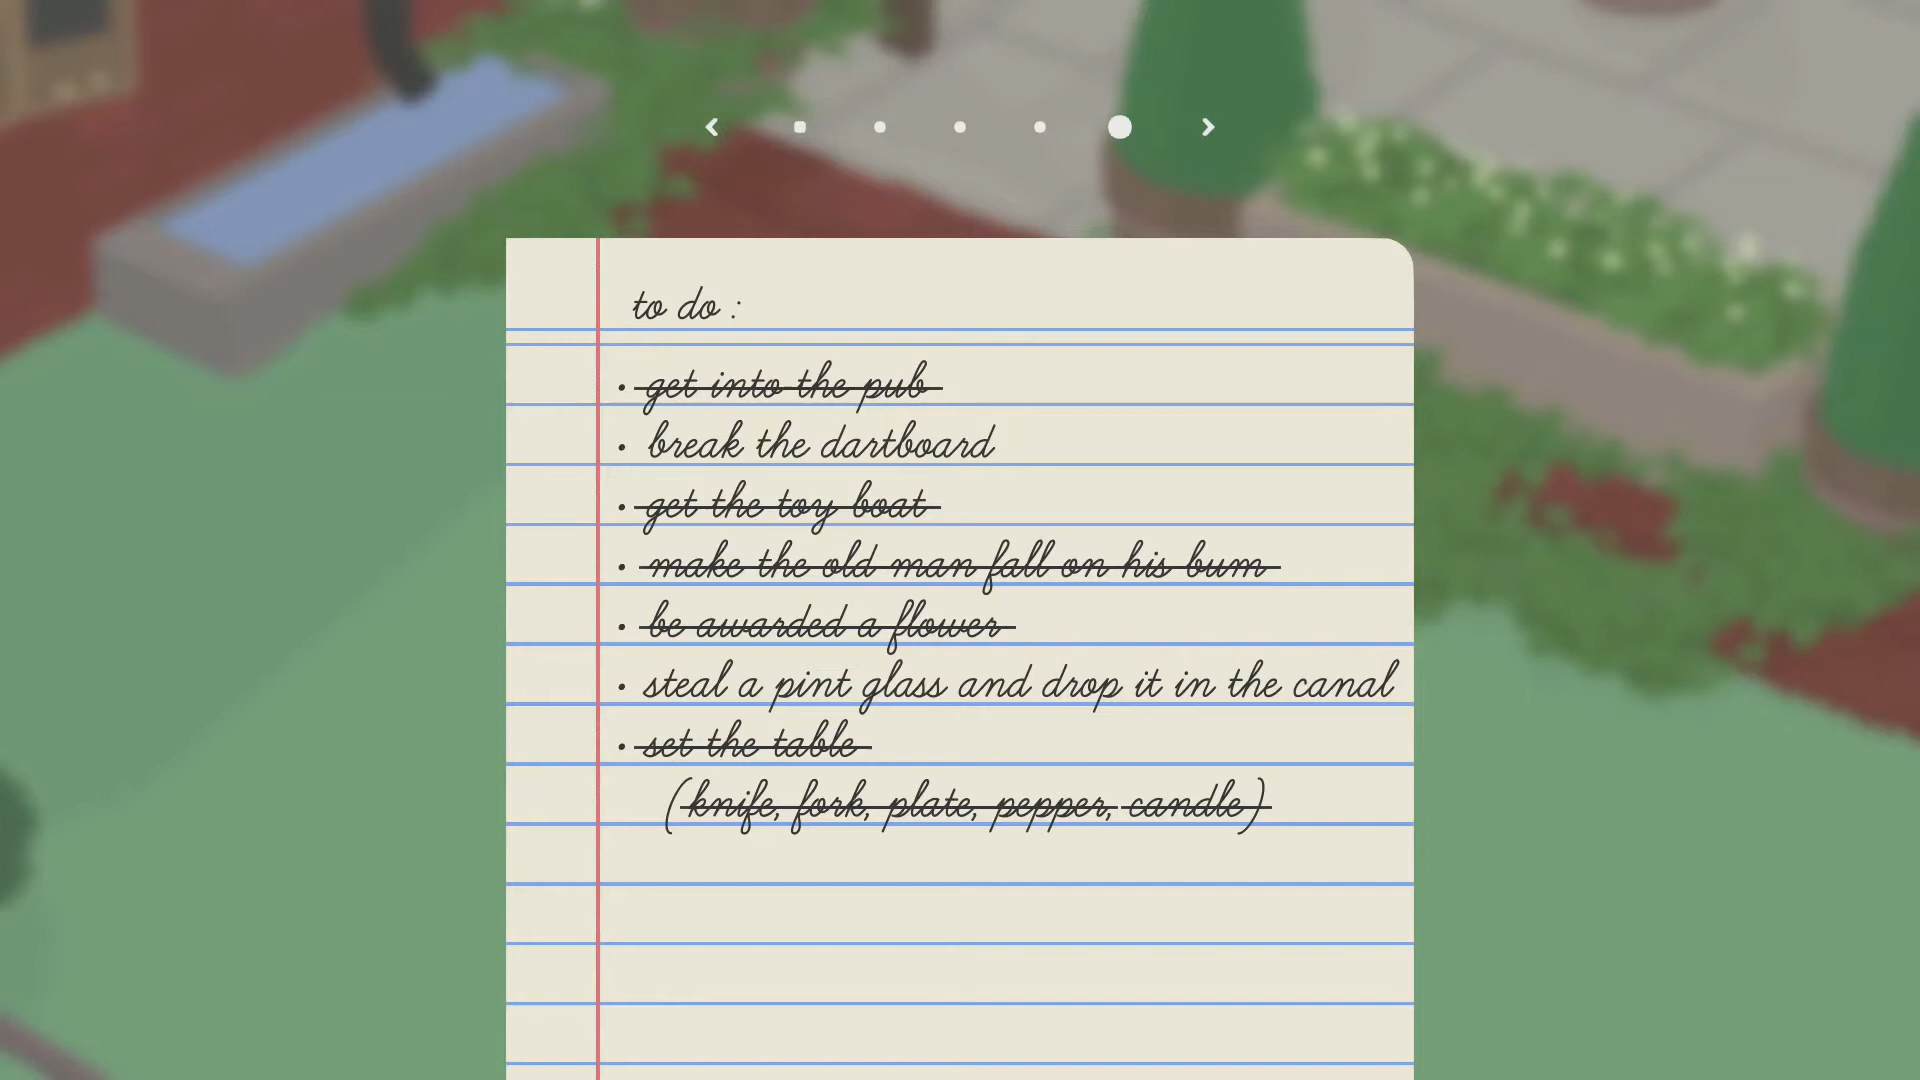 to do :
• get into the pub
• break the dartboard
• get the toy boat
• make the old man fall on his bum
• be awarded a flower
• steal a pint glass and drop it in the canal
• set the table
(knife, fork, plate, pepper, candle)